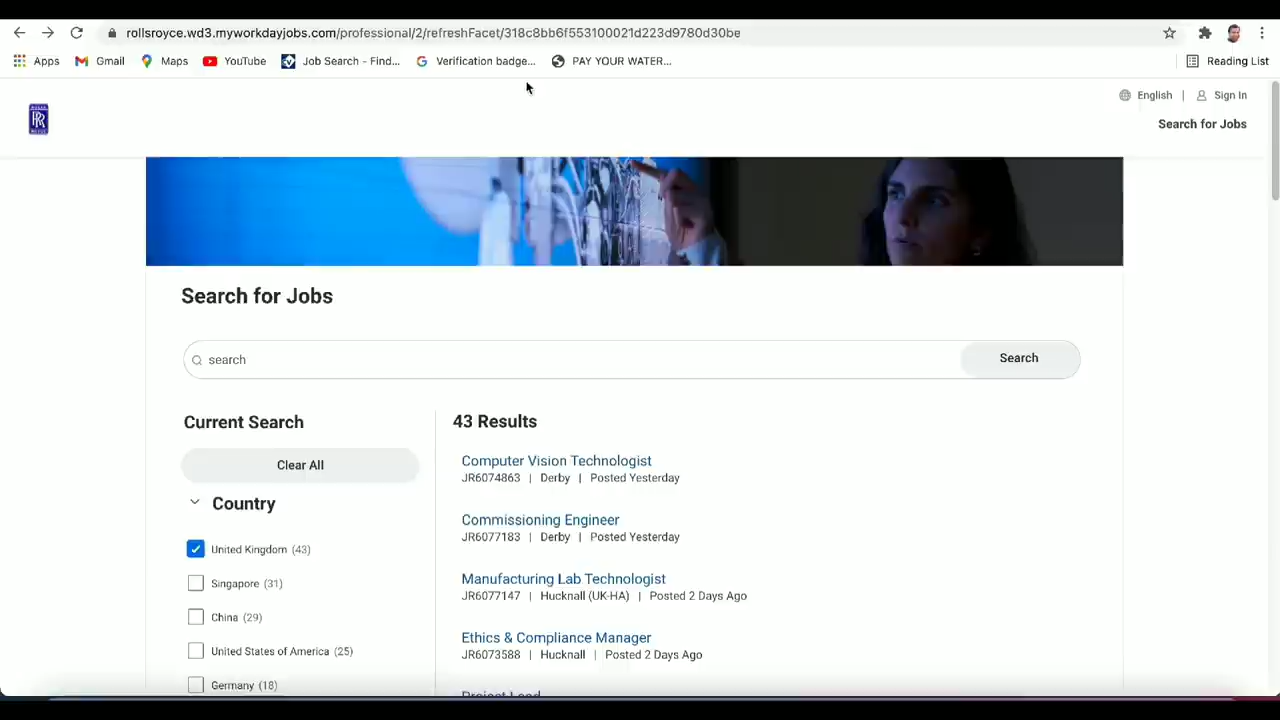 rollsroyce.wd3.myworkdayjobs.com/professional/2/refreshFacet/318c8bb6f553100021d223d9780d30be
Apps Gmail Maps YouTube Job Search - Find... Verification badge... PAY YOUR WATER... Reading List
English | Sign In
Search for Jobs
Search for Jobs
search Search
Current Search
43 Results
Clear All
Computer Vision Technologist
JR6074863 | Derby | Posted Yesterday
Country
Commissioning Engineer
JR6077183 | Derby | Posted Yesterday
United Kingdom (43)
Singapore (31)
Manufacturing Lab Technologist
JR6077147 | Hucknall (UK-HA) | Posted 2 Days Ago
China (29)
Ethics & Compliance Manager
JR6073588 | Hucknall | Posted 2 Days Ago
United States of America (25)
Germany (18)
Project Lead